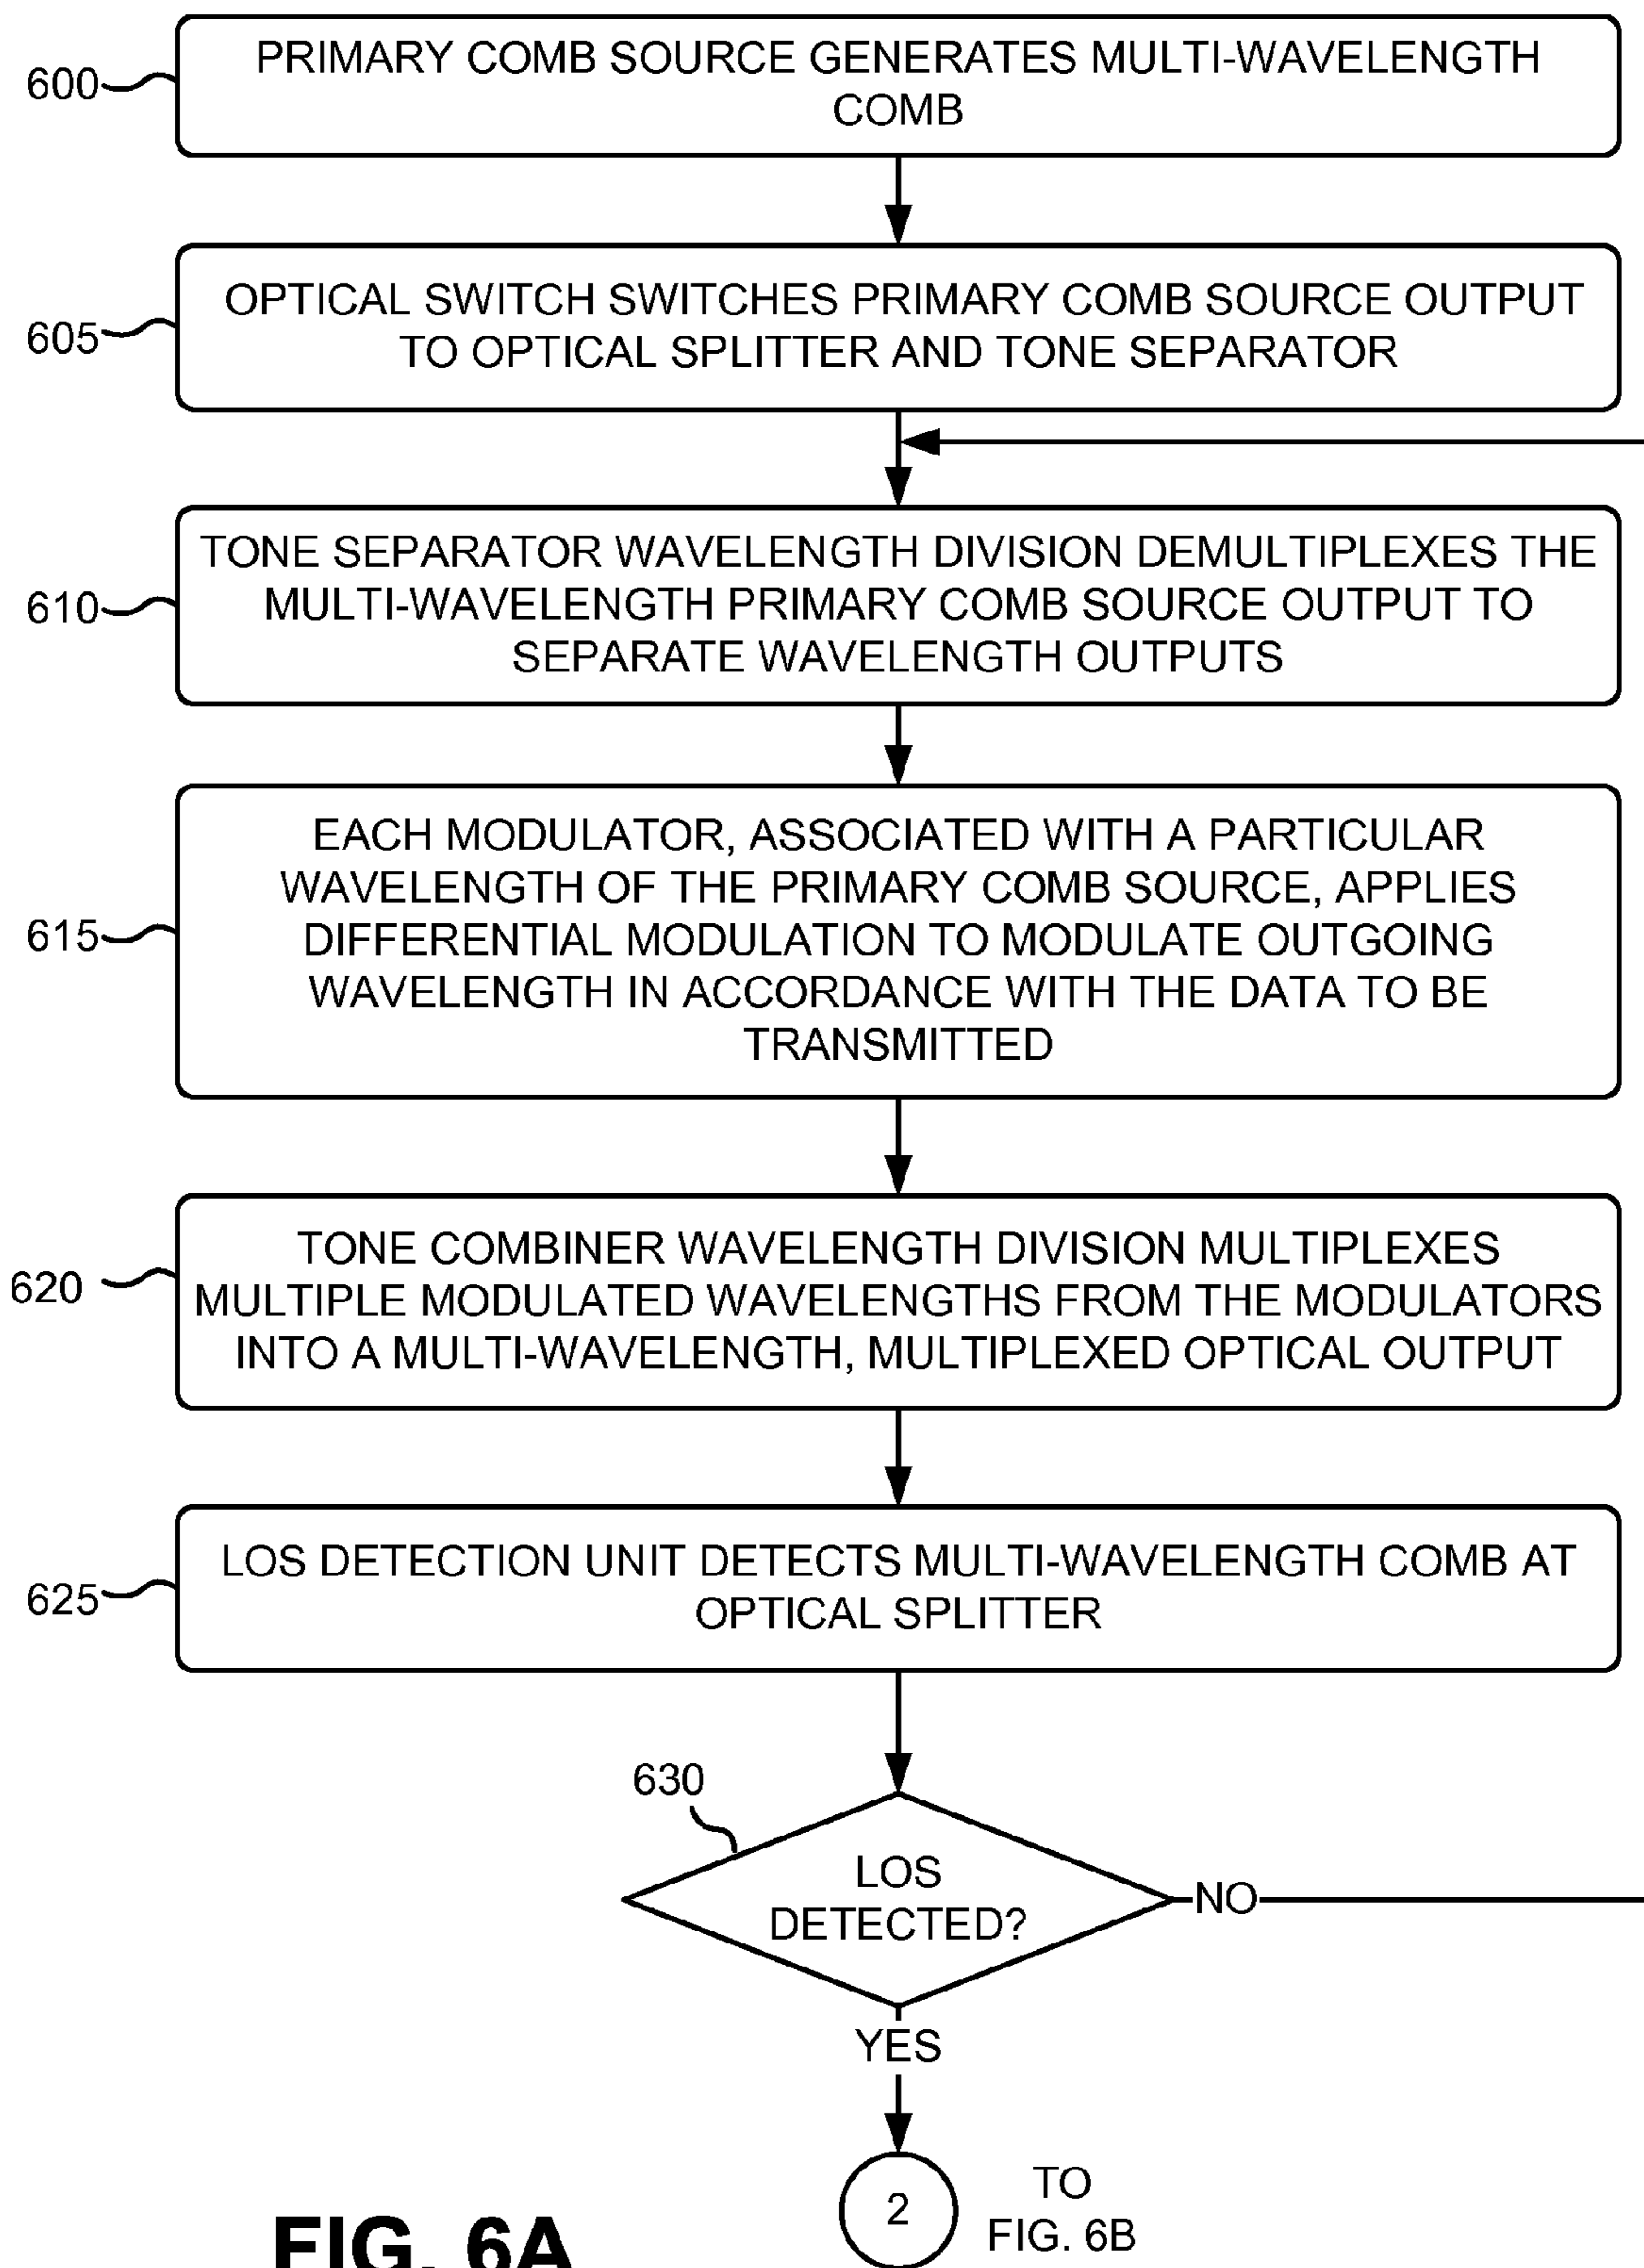 600
PRIMARY COMB SOURCE GENERATES MULTI-WAVELENGTH
COMB
605
OPTICAL SWITCH SWITCHES PRIMARY COMB SOURCE OUTPUT
TO OPTICAL SPLITTER AND TONE SEPARATOR
610
TONE SEPARATOR WAVELENGTH DIVISION DEMULTIPLEXES THE
MULTI-WAVELENGTH PRIMARY COMB SOURCE OUTPUT TO
SEPARATE WAVELENGTH OUTPUTS
615
EACH MODULATOR, ASSOCIATED WITH A PARTICULAR
WAVELENGTH OF THE PRIMARY COMB SOURCE, APPLIES
DIFFERENTIAL MODULATION TO MODULATE OUTGOING
WAVELENGTH IN ACCORDANCE WITH THE DATA TO BE
TRANSMITTED
620
TONE COMBINER WAVELENGTH DIVISION MULTIPLEXES
MULTIPLE MODULATED WAVELENGTHS FROM THE MODULATORS
INTO A MULTI-WAVELENGTH, MULTIPLEXED OPTICAL OUTPUT
625
LOS DETECTION UNIT DETECTS MULTI-WAVELENGTH COMB AT
OPTICAL SPLITTER
630
LOS
DETECTED?
NO
YES
2
TO
FIG. 6B
FIG. 6A